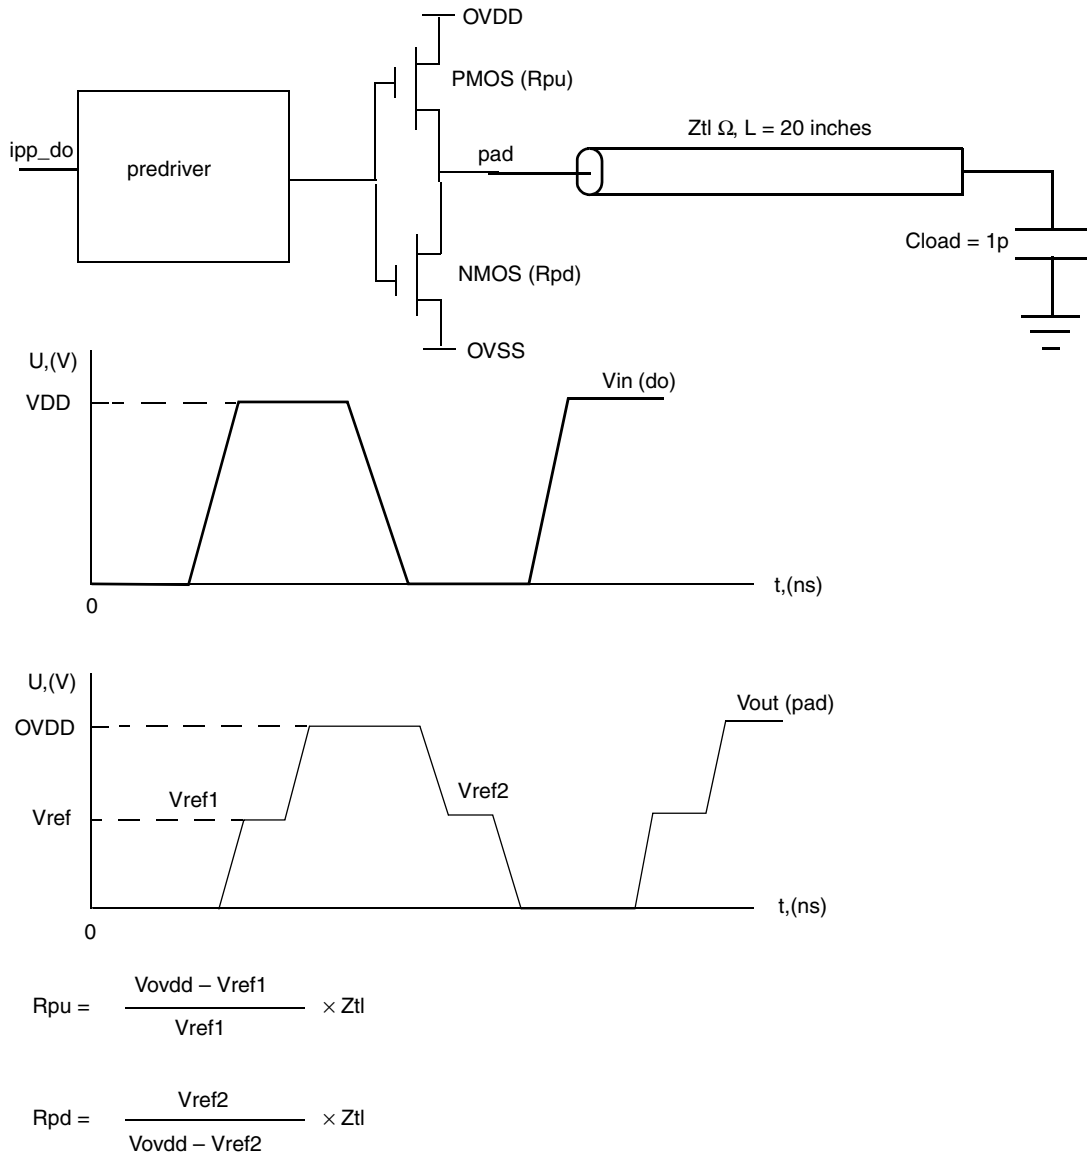 OVDD
PMOS (Rpu)
ipp_do
predriver
pad
Ztl Ω, L = 20 inches
Cload = 1p
NMOS (Rpd)
OVSS
U,(V)
VDD
Vin (do)
t,(ns)
0
U,(V)
OVDD
Vout (pad)
Vref
Vref1
Vref2
t,(ns)
0
Rpu = Vovdd – Vref1 × Ztl
Vref1
Rpd = Vref2 × Ztl
Vovdd – Vref2